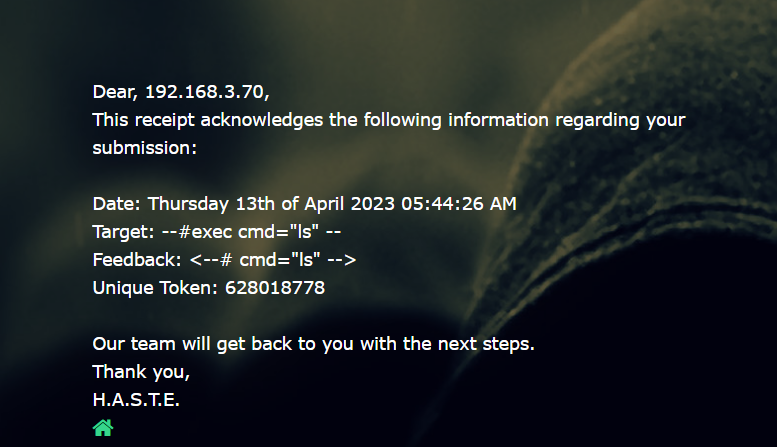 Dear, 192.168.3.70,
This receipt acknowledges the following information regarding your
submission:
Date: Thursday 13th of April 2023 05:44:26 AM
Target: --#exec cmd="ls" --
Feedback: <--# cmd="ls" -->
Unique Token: 628018778
Our team will get back to you with the next steps.
Thank you,
H.A.S.T.E.